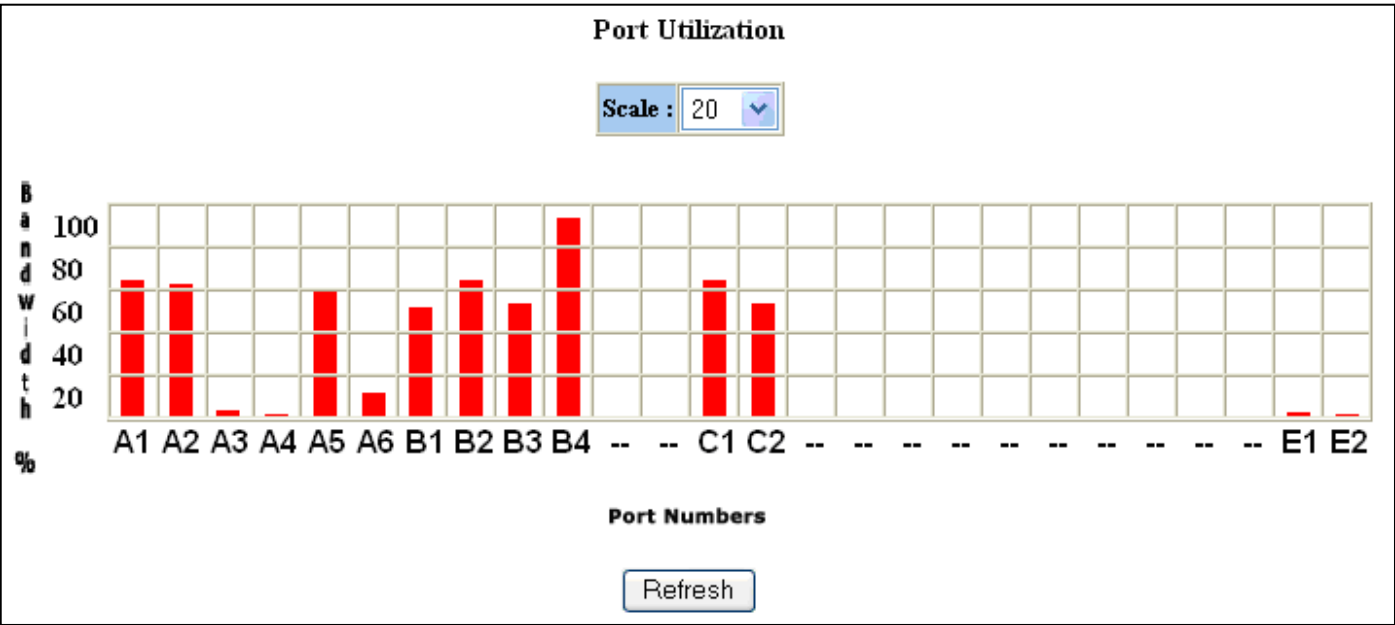 Port Utilization
Scale : 20
Bandwidth %
100
80
60
40
20
A1 A2 A3 A4 A5 A6 B1 B2 B3 B4 -- -- C1 C2 -- -- -- -- -- -- -- -- -- -- E1 E2
Port Numbers
Refresh